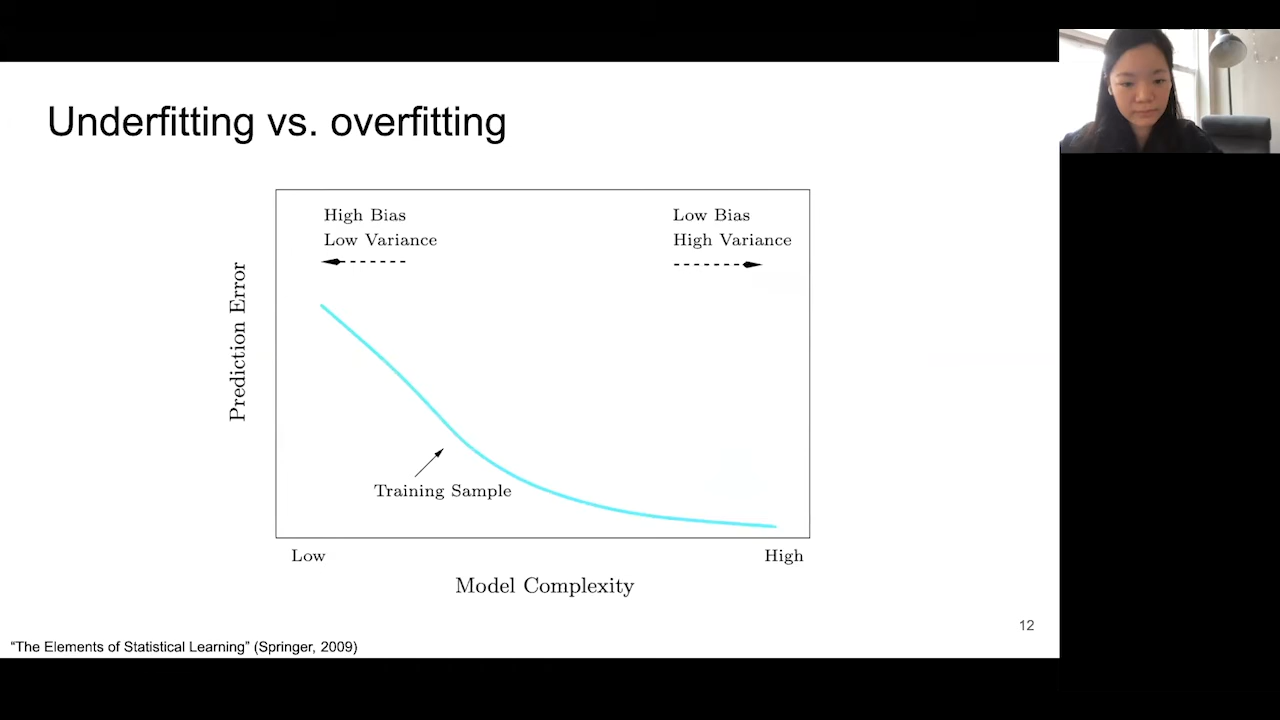 Underfitting vs. overfitting
High Bias
Low Variance
Low Bias
High Variance
Prediction Error
Training Sample
Low
High
Model Complexity
12
“The Elements of Statistical Learning” (Springer, 2009)